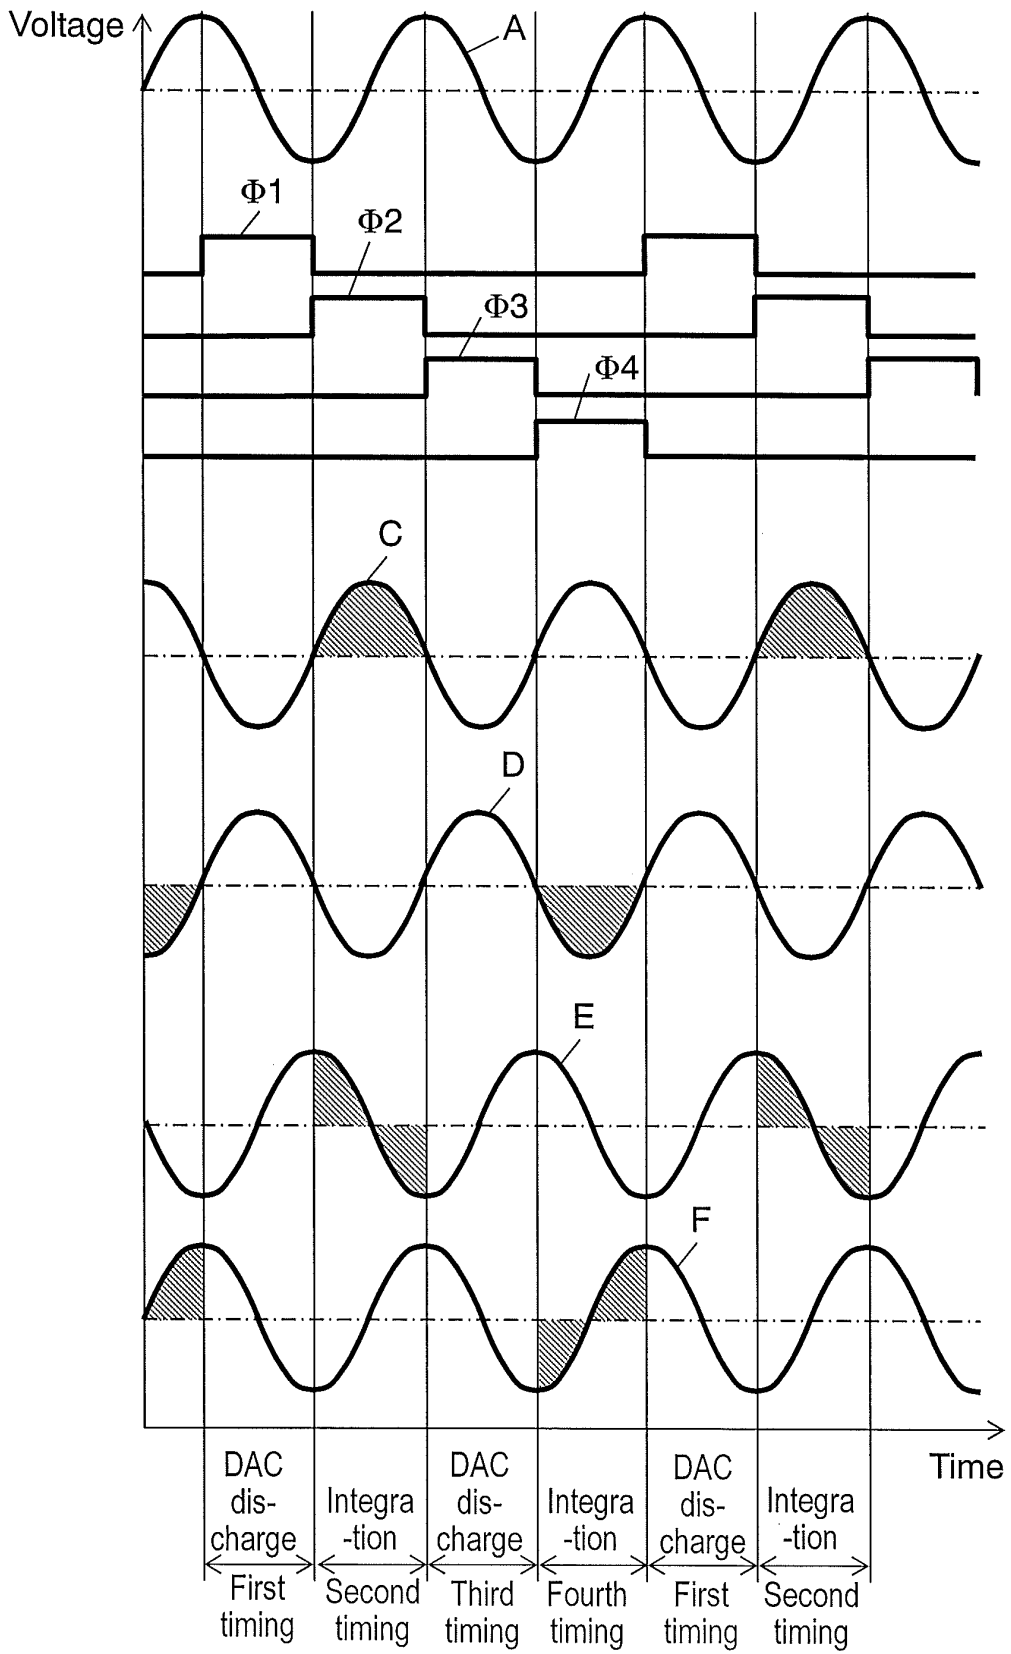 Voltage
A
Φ1
Φ2
Φ3
Φ4
C
D
E
F
Time
DAC
dis-
charge
Integra
-tion
DAC
dis-
charge
Integra
-tion
DAC
dis-
charge
Integra
-tion
First
timing
Second
timing
Third
timing
Fourth
timing
First
timing
Second
timing